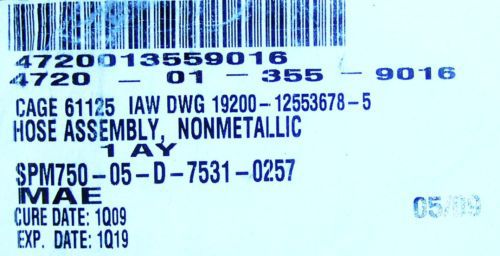 4720013559016
4720 - 01 - 355 - 9016
CAGE 61125 IAW DWG 19200-12553678-5
HOSE ASSEMBLY, NONMETALLIC
1 AY
SPM750-05-D-7531-0257
MAE
CURE DATE: 1Q09
05/09
EXP. DATE: 1Q19